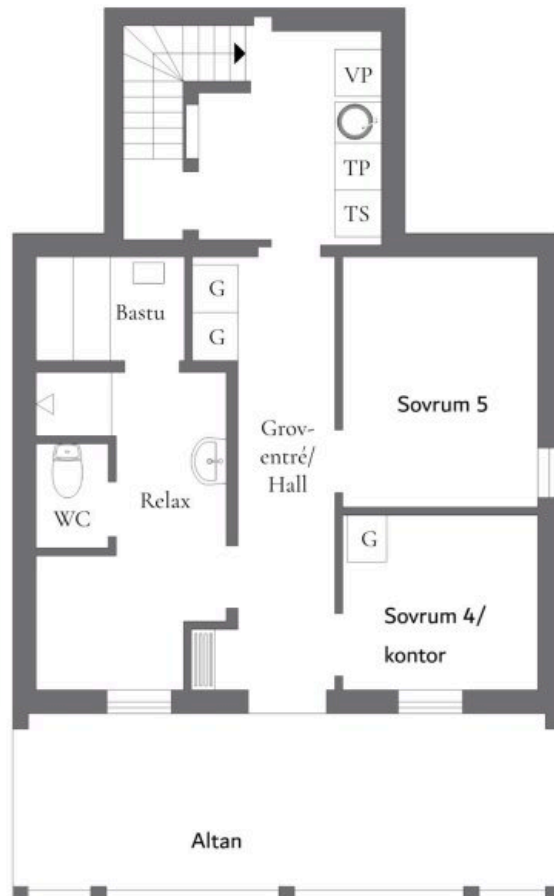 VP
TP
TS
Bastu
G
G
Sovrum 5
Grov-
entré/
Hall
Relax
WC
G
Sovrum 4/
kontor
Altan